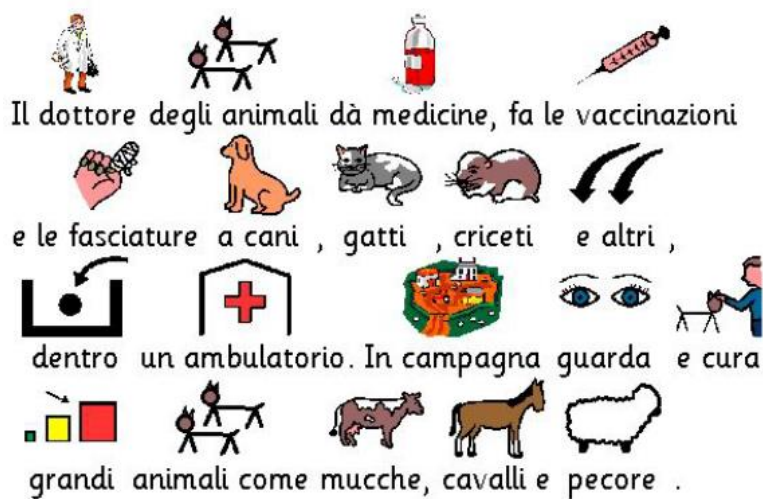 Il dottore degli animali dà medicine, fa le vaccinazioni
e le fasciature a cani , gatti , criceti e altri ,
dentro un ambulatorio. In campagna guarda e cura
grandi animali come mucche, cavalli e pecore .